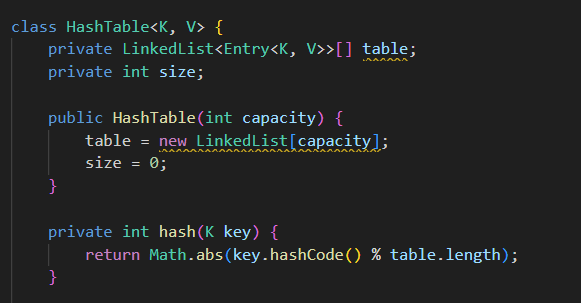 class HashTable<K, V> {
    private LinkedList<Entry<K, V>>[] table;
    private int size;

    public HashTable(int capacity) {
        table = new LinkedList[capacity];
        size = 0;
    }

    private int hash(K key) {
        return Math.abs(key.hashCode() % table.length);
    }